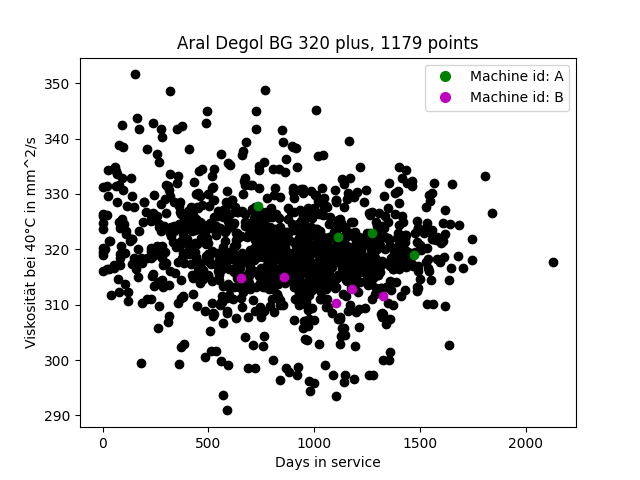 Aral Degol BG 320 plus, 1179 points
Machine id: A
Machine id: B
350
340
330
320
310
300
290
Viskosität bei 40°C in mm^2/s
0 500 1000 1500 2000
Days in service